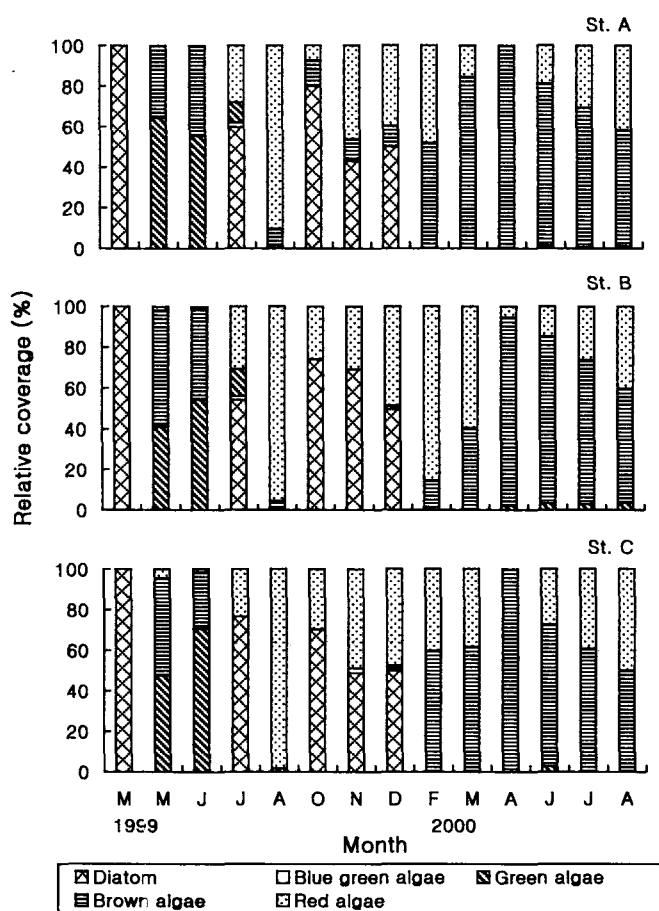 St. A
100
80
60
40
20
0
St. B
100
80
60
40
20
0
Relative coverage (%)
St. C
100
80
60
40
20
0
M M J J A O N D F M A J J A
1999 2000
Month
Diatom Blue green algae Green algae
Brown algae Red algae